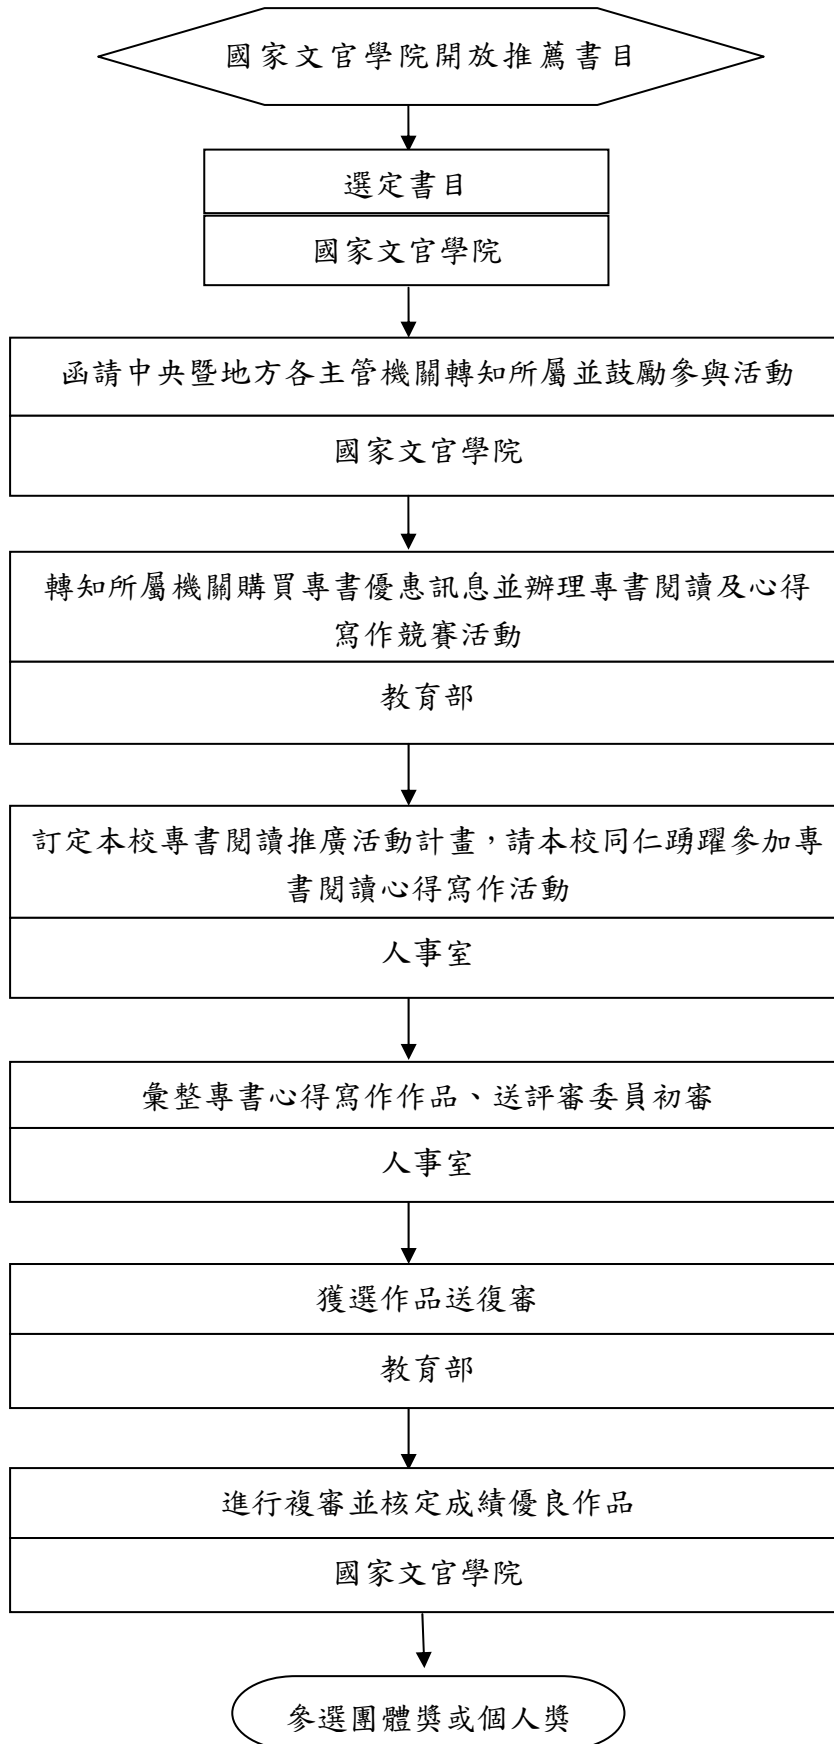 國家文官學院開放推薦書目
選定書目
國家文官學院
函請中央暨地方各主管機關轉知所屬並鼓勵參與活動
國家文官學院
轉知所屬機關購買專書優惠訊息並辦理專書閱讀及心得
寫作競賽活動
教育部
訂定本校專書閱讀推廣活動計畫，請本校同仁踴躍參加專
書閱讀心得寫作活動
人事室
彙整專書心得寫作作品、送評審委員初審
人事室
獲選作品送復審
教育部
進行複審並核定成績優良作品
國家文官學院
參選團體獎或個人獎